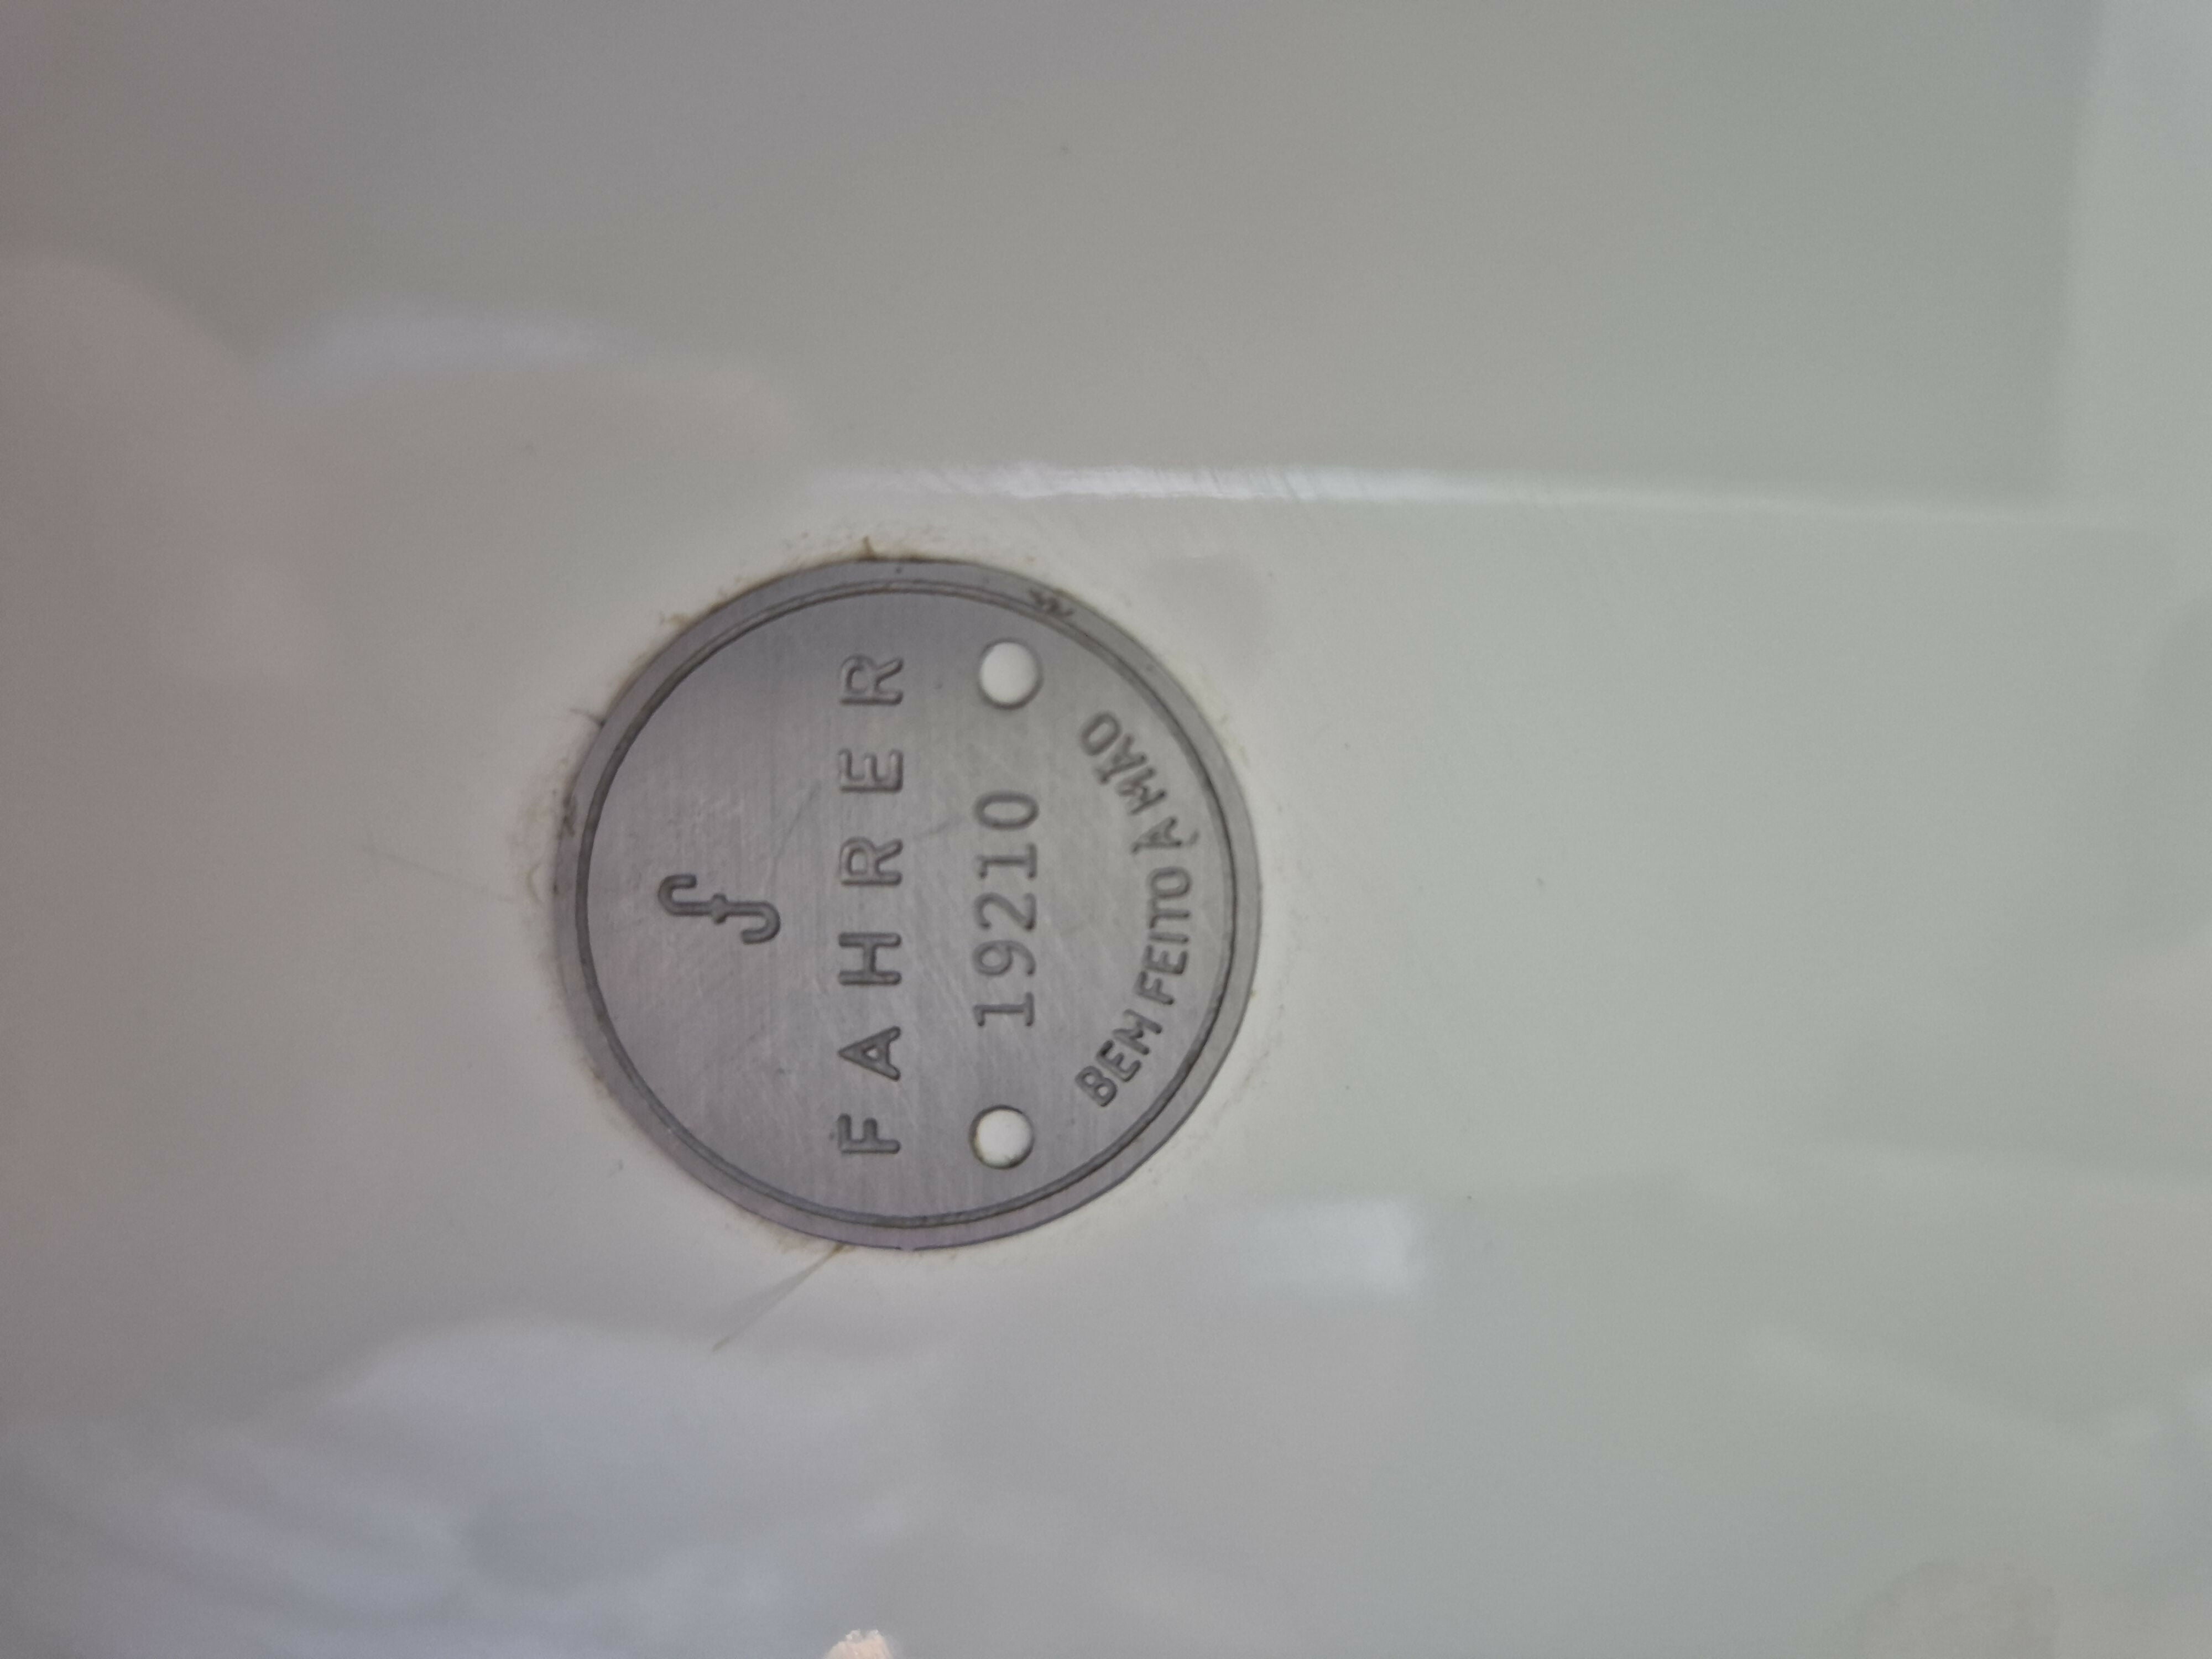 f
FAHRER
19210
BEM FEITO À MÃO